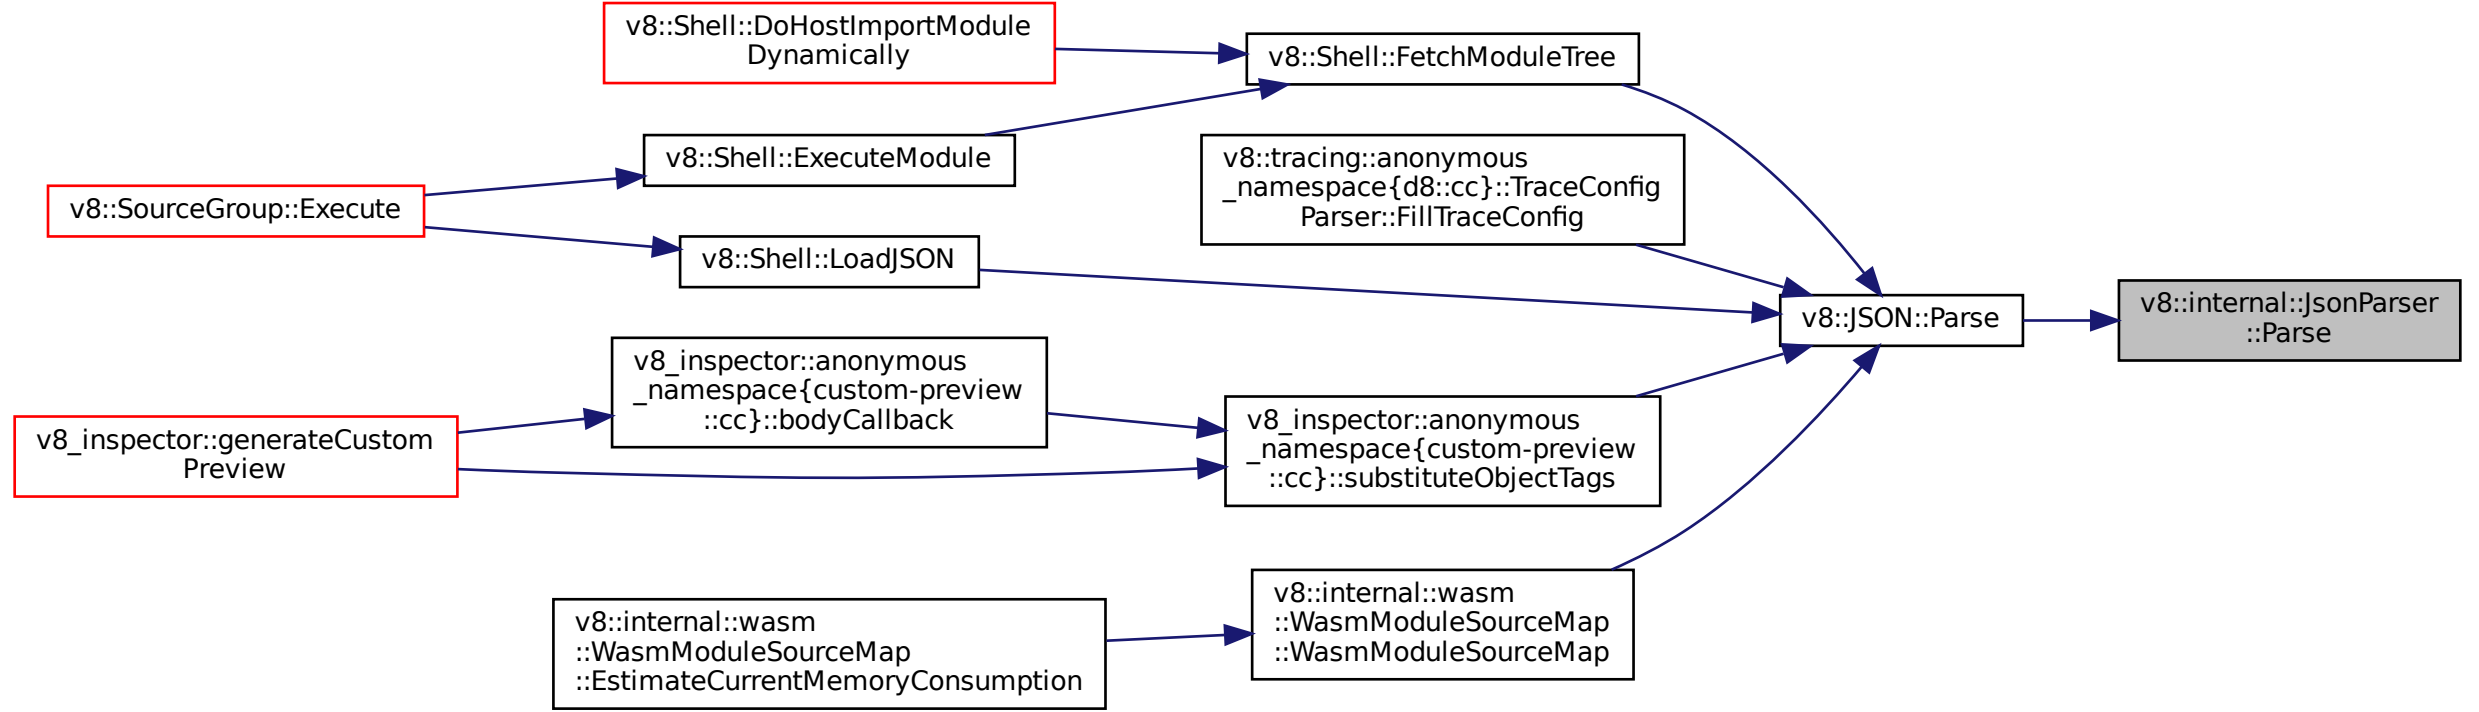 v8::Shell::DoHostImportModule
Dynamically
v8::Shell::FetchModuleTree
v8::Shell::ExecuteModule
v8::tracing::anonymous
_namespace{d8::cc}::TraceConfig
Parser::FillTraceConfig
v8::SourceGroup::Execute
v8::Shell::LoadJSON
v8::JSON::Parse
v8::internal::JsonParser
::Parse
v8_inspector::anonymous
_namespace{custom-preview
::cc}::bodyCallback
v8_inspector::generateCustom
Preview
v8_inspector::anonymous
_namespace{custom-preview
::cc}::substituteObjectTags
v8::internal::wasm
::WasmModuleSourceMap
::WasmModuleSourceMap
v8::internal::wasm
::WasmModuleSourceMap
::EstimateCurrentMemoryConsumption